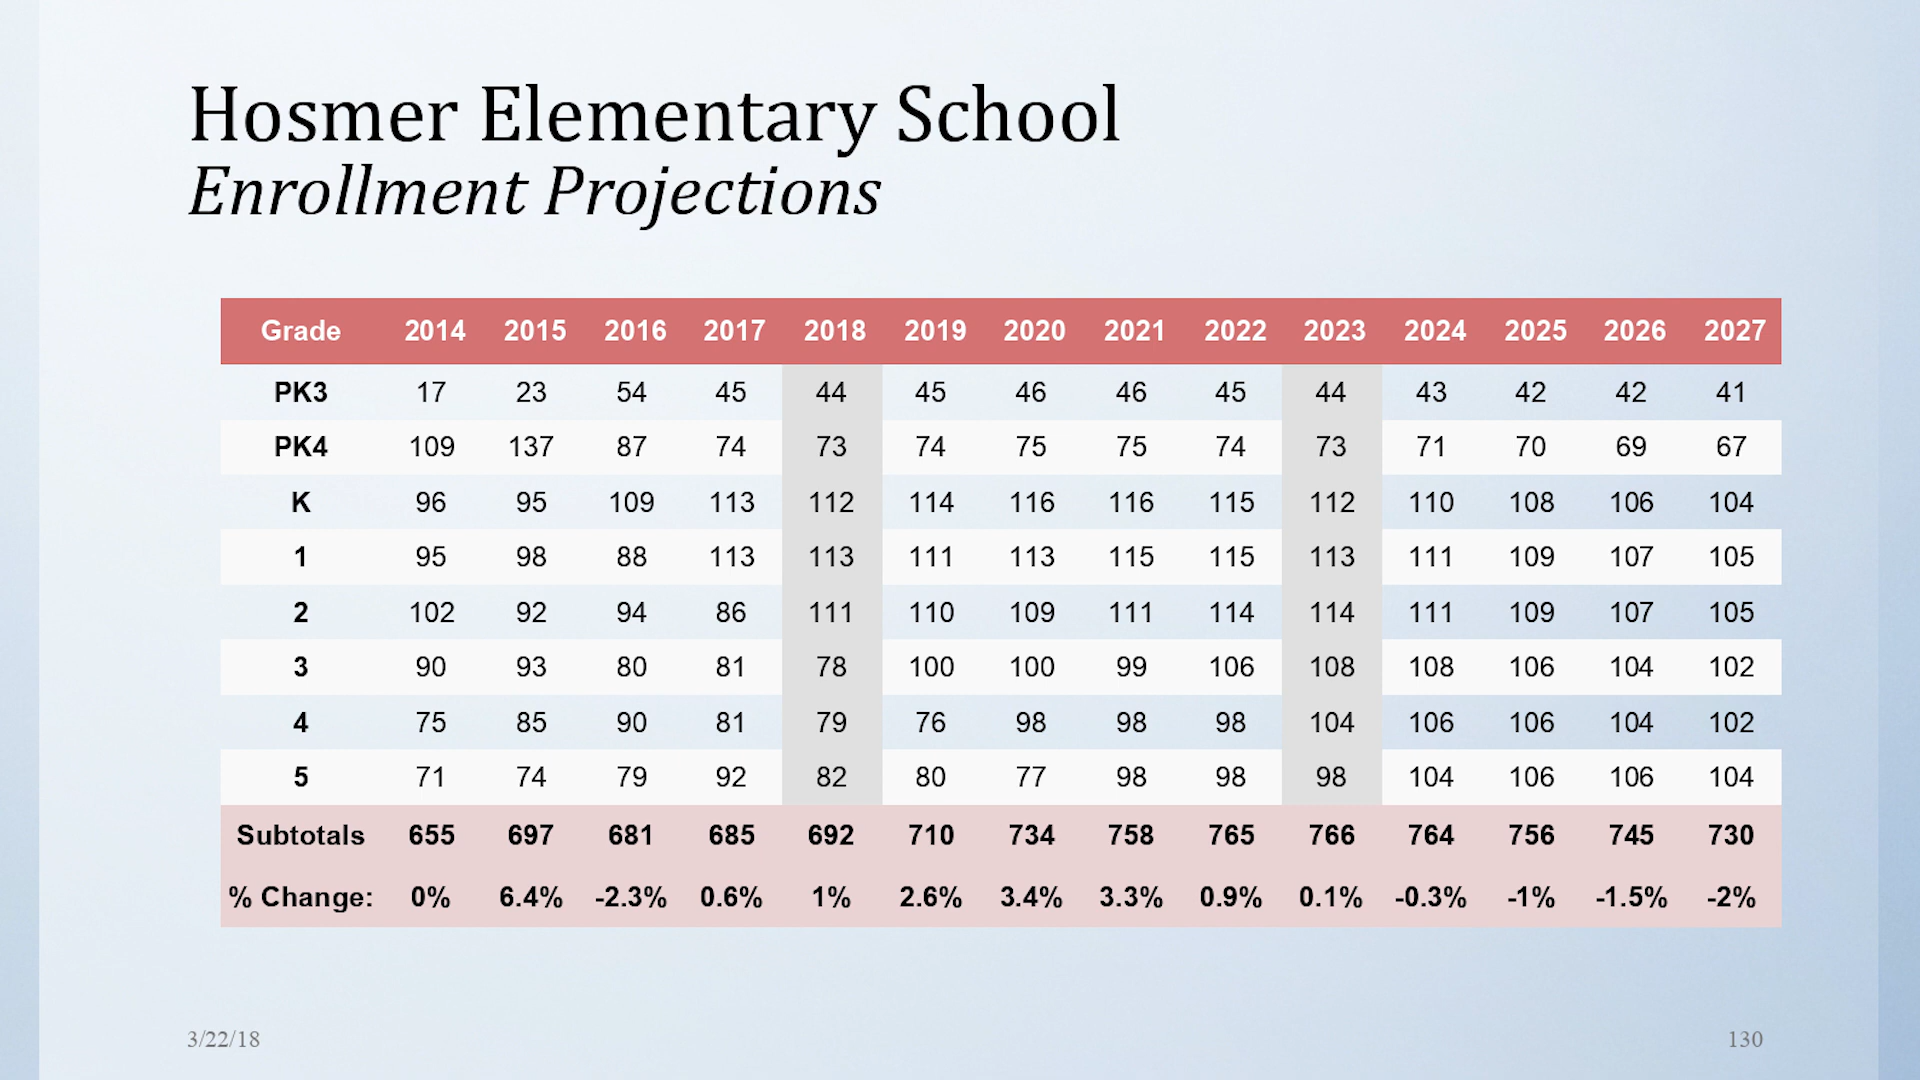 Hosmer Elementary School
Enrollment Projections
Grade 2014 2015 2016 2017 2018 2019 2020 2021 2022 2023 2024 2025 2026 2027
PK3 17 23 54 45 44 45 46 46 45 44 43 42 42 41
PK4 109 137 87 74 73 74 75 75 74 73 71 70 69 67
K 96 95 109 113 112 114 116 116 115 112 110 108 106 104
1 95 98 88 113 113 111 113 115 115 113 111 109 107 105
2 102 92 94 86 111 110 109 111 114 114 111 109 107 105
3 90 93 80 81 78 100 100 99 106 108 108 106 104 102
4 75 85 90 81 79 76 98 98 98 104 106 106 104 102
5 71 74 79 92 82 80 77 98 98 98 104 106 106 104
Subtotals 655 697 681 685 692 710 734 758 765 766 764 756 745 730
% Change: 0% 6.4% -2.3% 0.6% 1% 2.6% 3.4% 3.3% 0.9% 0.1% -0.3% -1% -1.5% -2%
3/22/18 130